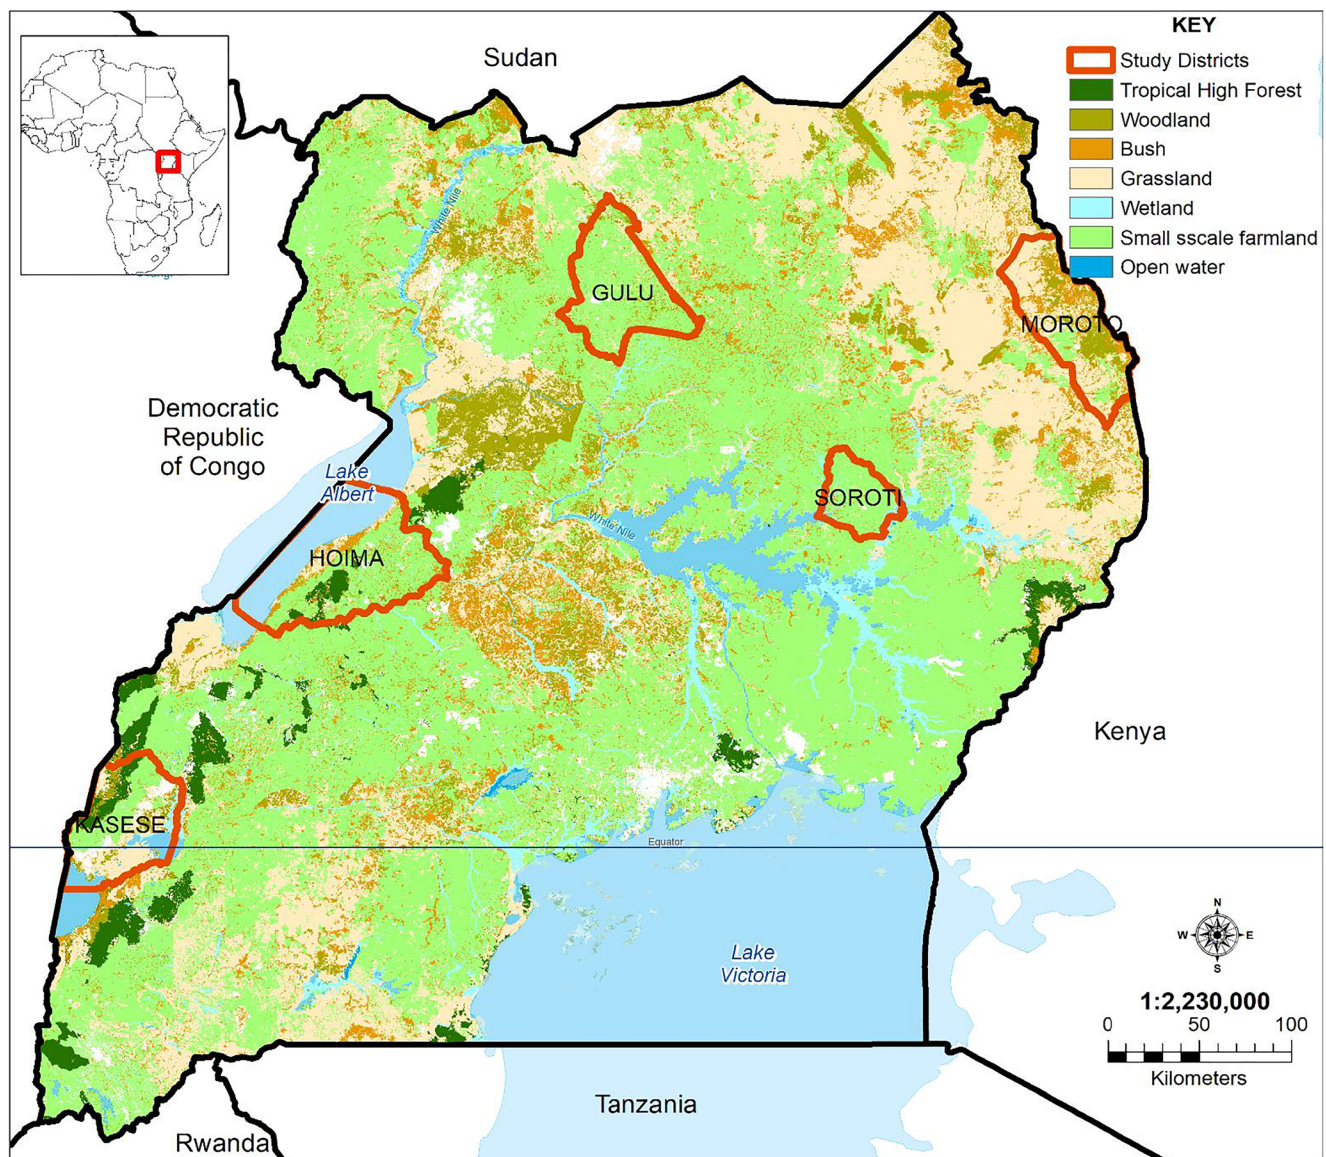 KEY
Study Districts
Tropical High Forest
Woodland
Bush
Grassland
Wetland
Small sscale farmland
Open water
Sudan
White Nile
GULU
MOROTO
Democratic
Republic
of Congo
Lake
Albert
SOROTI
White Nile
HOIMA
Kenya
KASESE
Equator
Lake
Victoria
N
W
E
S
1:2,230,000
0
50
100
Kilometers
Tanzania
Rwanda